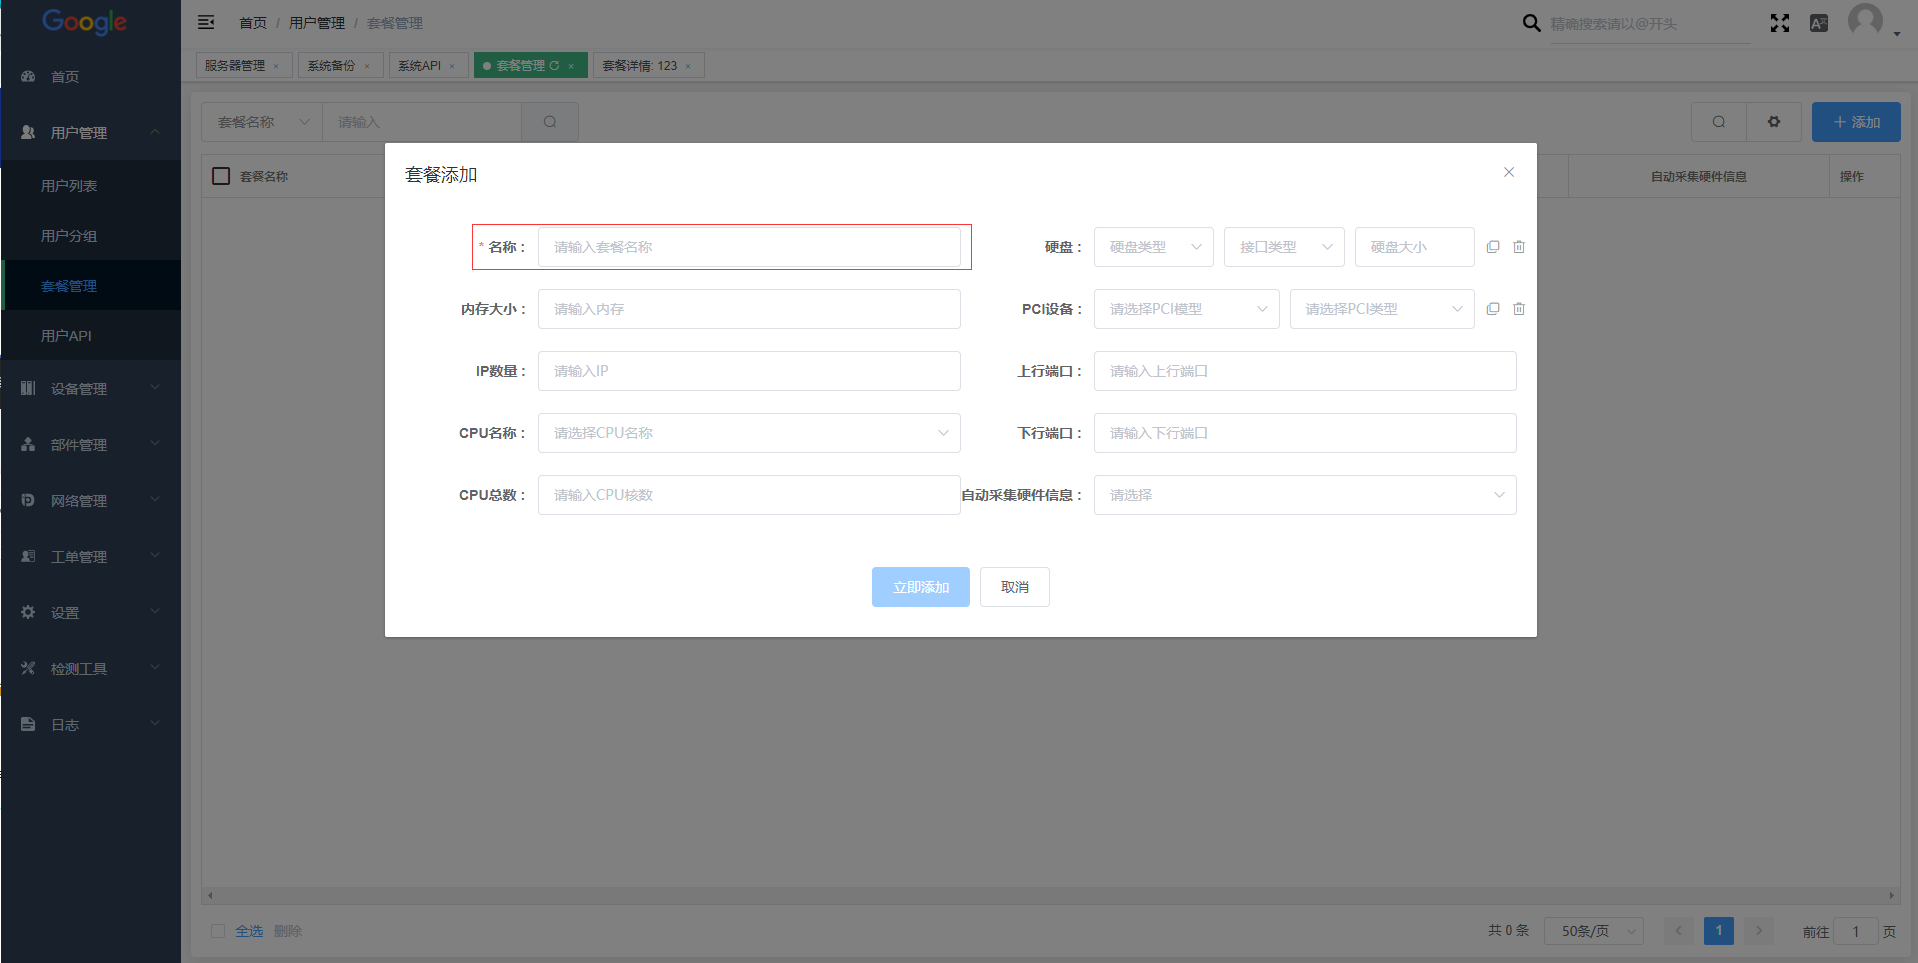 Google
首页 / 用户管理 / 套餐管理
精确搜索请以@开头
服务器管理 × 系统备份 × 系统API × 套餐管理 × 套餐详情: 123 ×
首页
用户管理
用户列表
用户分组
套餐管理
用户API
设备管理
部件管理
网络管理
工单管理
设置
检测工具
日志
套餐名称 请输入
添加
套餐名称 自动采集硬件信息 操作
套餐添加
* 名称： 请输入套餐名称
硬盘： 硬盘类型 接口类型 硬盘大小
内存大小： 请输入内存
PCI设备： 请选择PCI模型 请选择PCI类型
IP数量： 请输入IP
上行端口： 请输入上行端口
CPU名称： 请选择CPU名称
下行端口： 请输入下行端口
CPU总数： 请输入CPU核数
自动采集硬件信息： 请选择
立即添加 取消
全选 删除
共 0 条 50条/页 1 前往 1 页